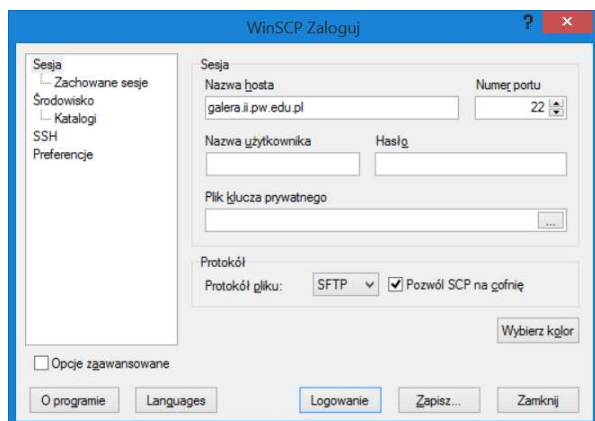 WinSCP Zaloguj
?
Sesja
Zachowane sesje
Środowisko
Katalogi
SSH
Preferencje
Sesja
Nazwa hosta
Numer portu
galera.ii.pw.edu.pl
22
Nazwa użytkownika
Hasło
Plik klucza prywatnego
...
Protokół
Protokół pliku:
SFTP
Pozwól SCP na cofnię
Wybierz kolor
Opcje zaawansowane
O programie
Languages
Logowanie
Zapisz...
Zamknij